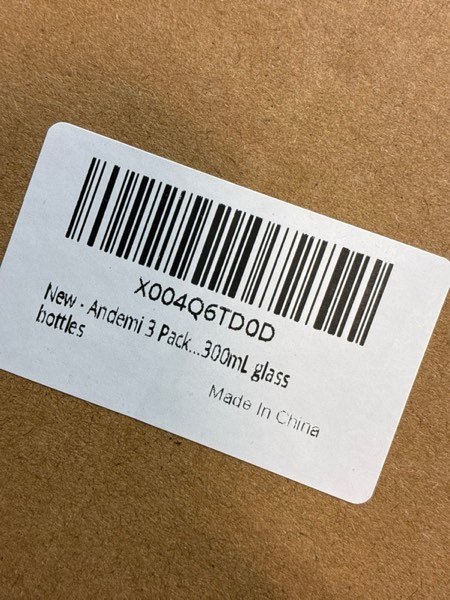 X004Q6TD0D
New - Andemi 3 Pack...300mL glass
bottles
Made In China